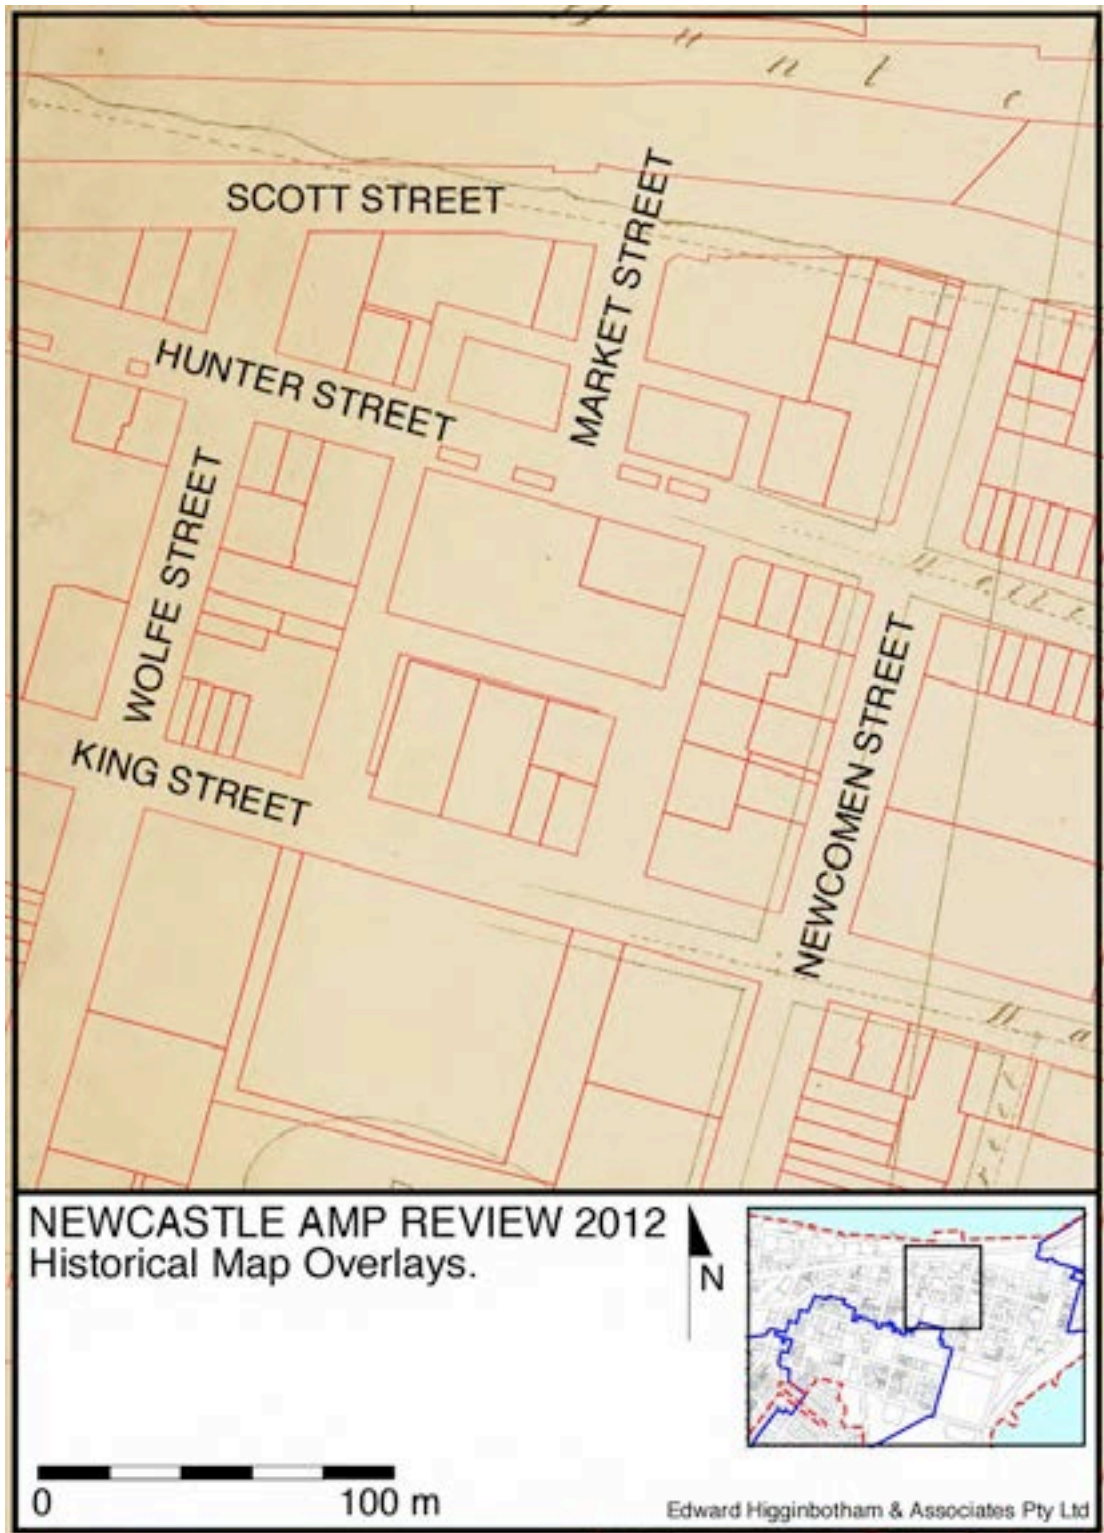 SCOTT STREET
MARKET STREET
HUNTER STREET
WOLFE STREET
KING STREET
NEWCOMEN STREET
NEWCASTLE AMP REVIEW 2012
Historical Map Overlays.
N
0
100 m
Edward Higginbotham & Associates Pty Ltd